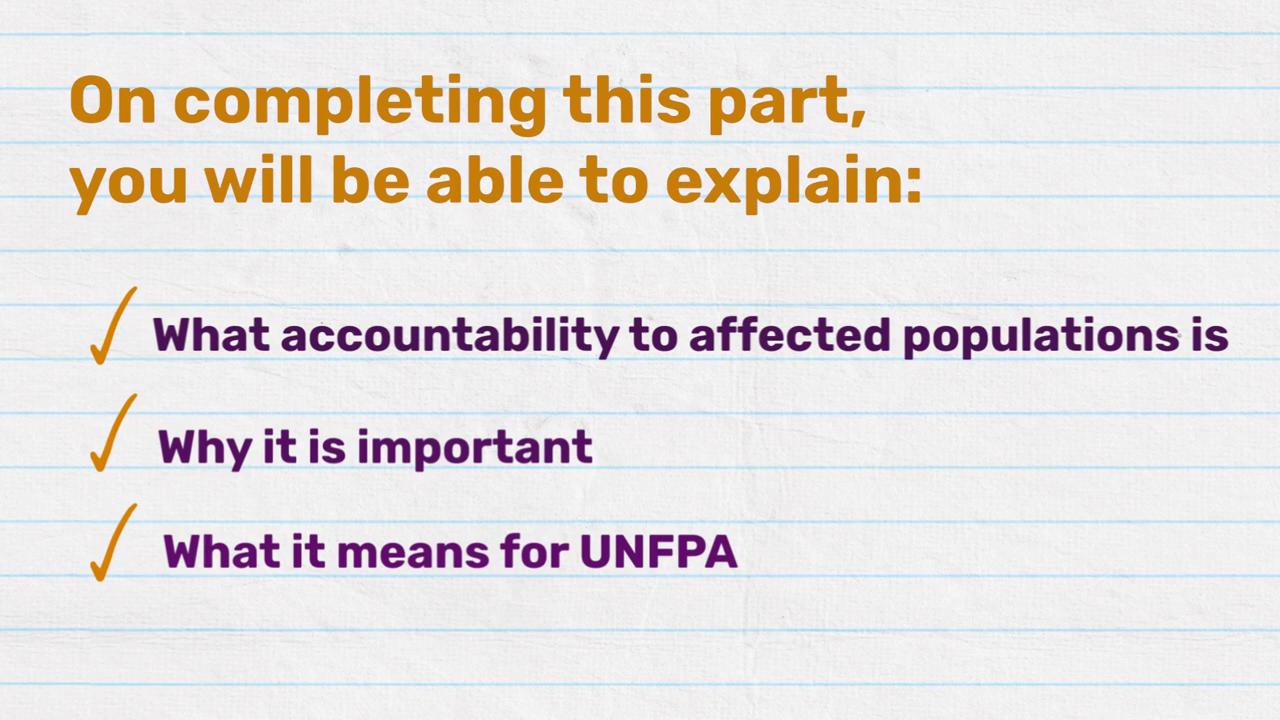 On completing this part,
you will be able to explain:
What accountability to affected populations is
Why it is important
What it means for UNFPA